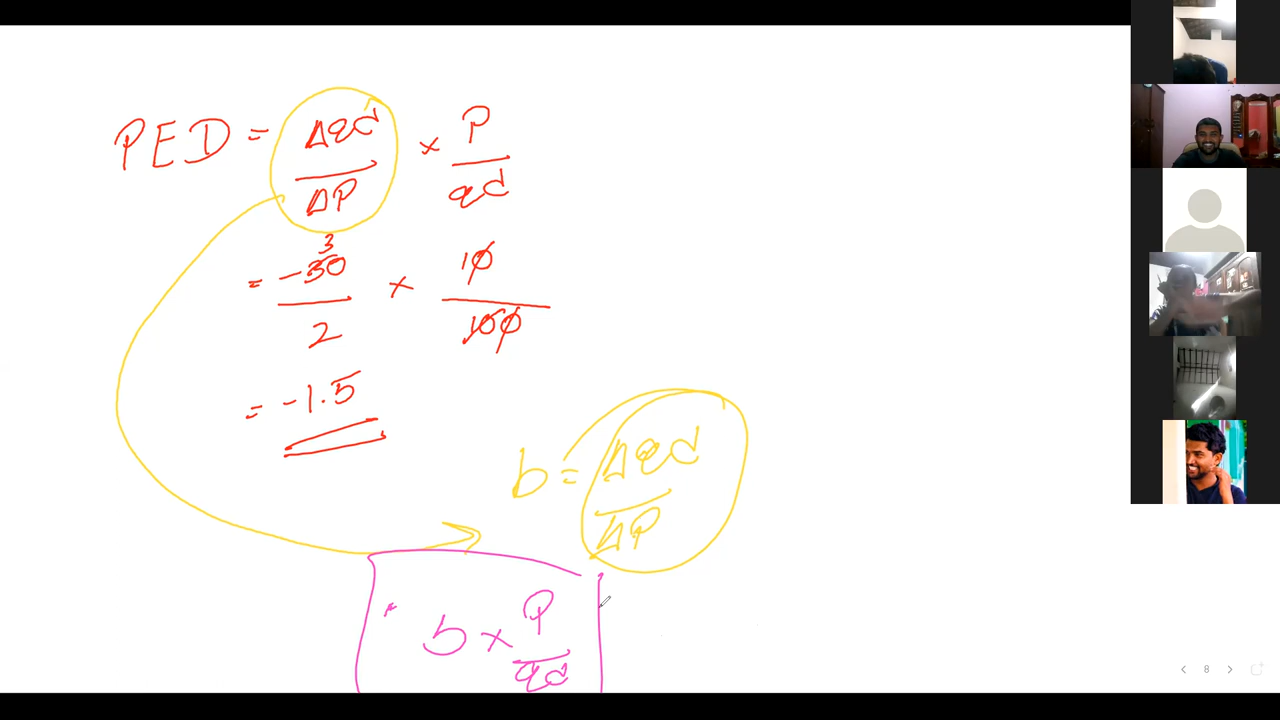 PED = Δqd/ΔP × P/qd
= -30/2 × 10/100
3
= -1.5
b = Δqd/ΔP
= b × P/qd
8